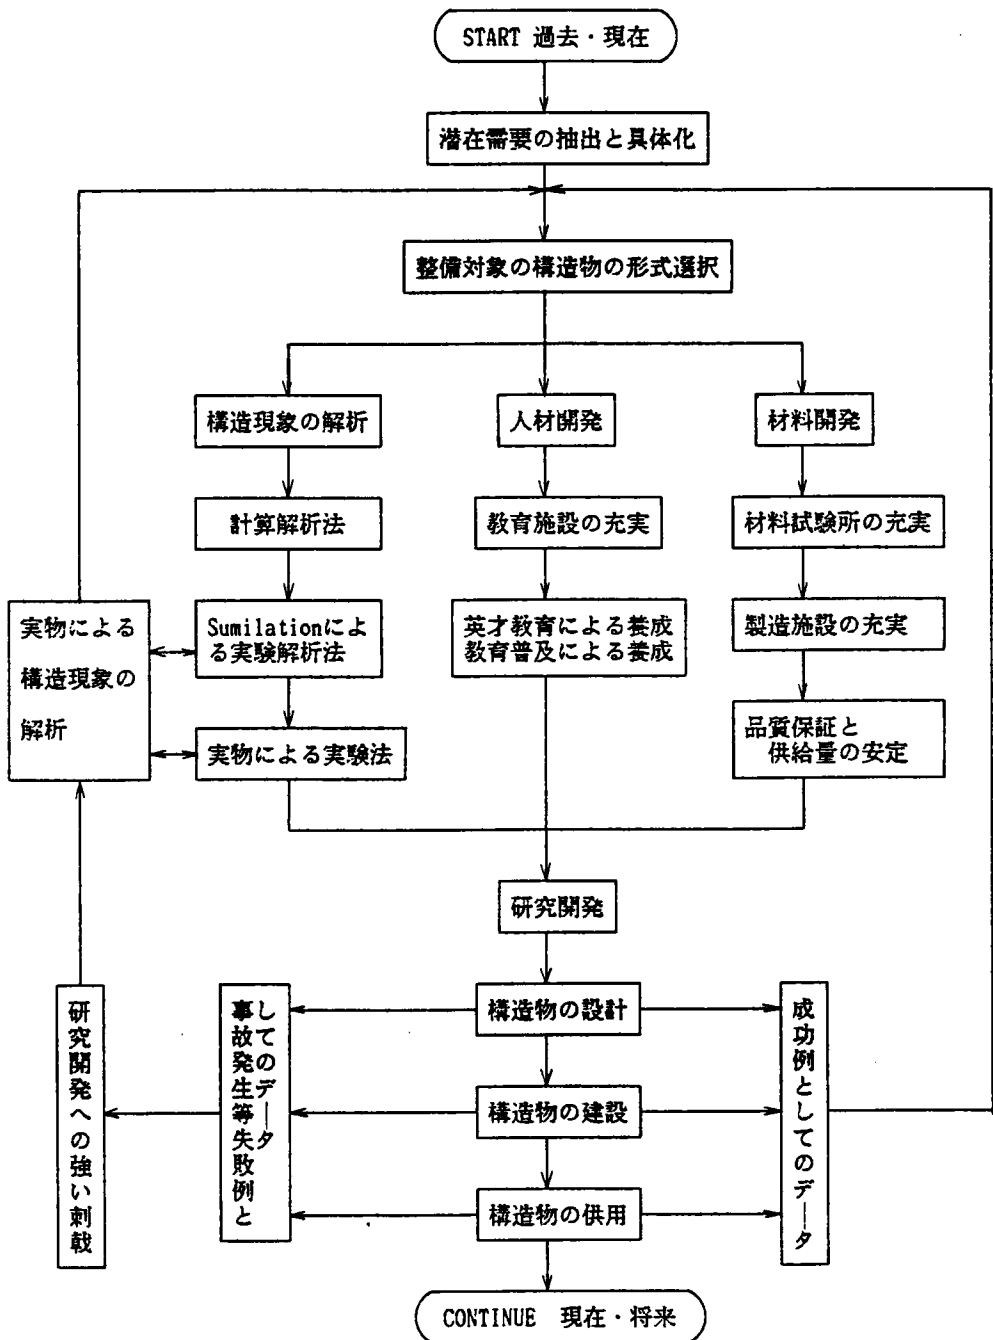 START 過去・現在
潜在需要の抽出と具体化
整備対象の構造物の形式選択
構造現象の解析
人材開発
材料開発
計算解析法
教育施設の充実
材料試験所の充実
実物による
構造現象の
解析
Sumilationによ
る実験解析法
英才教育による養成
教育普及による養成
製造施設の充実
実物による実験法
品質保証と
供給量の安定
研究開発
研究開発への強い刺戟
事故発生等失敗例と
してのデータ
構造物の設計
構造物の建設
構造物の供用
成功例としてのデータ
CONTINUE 現在・将来